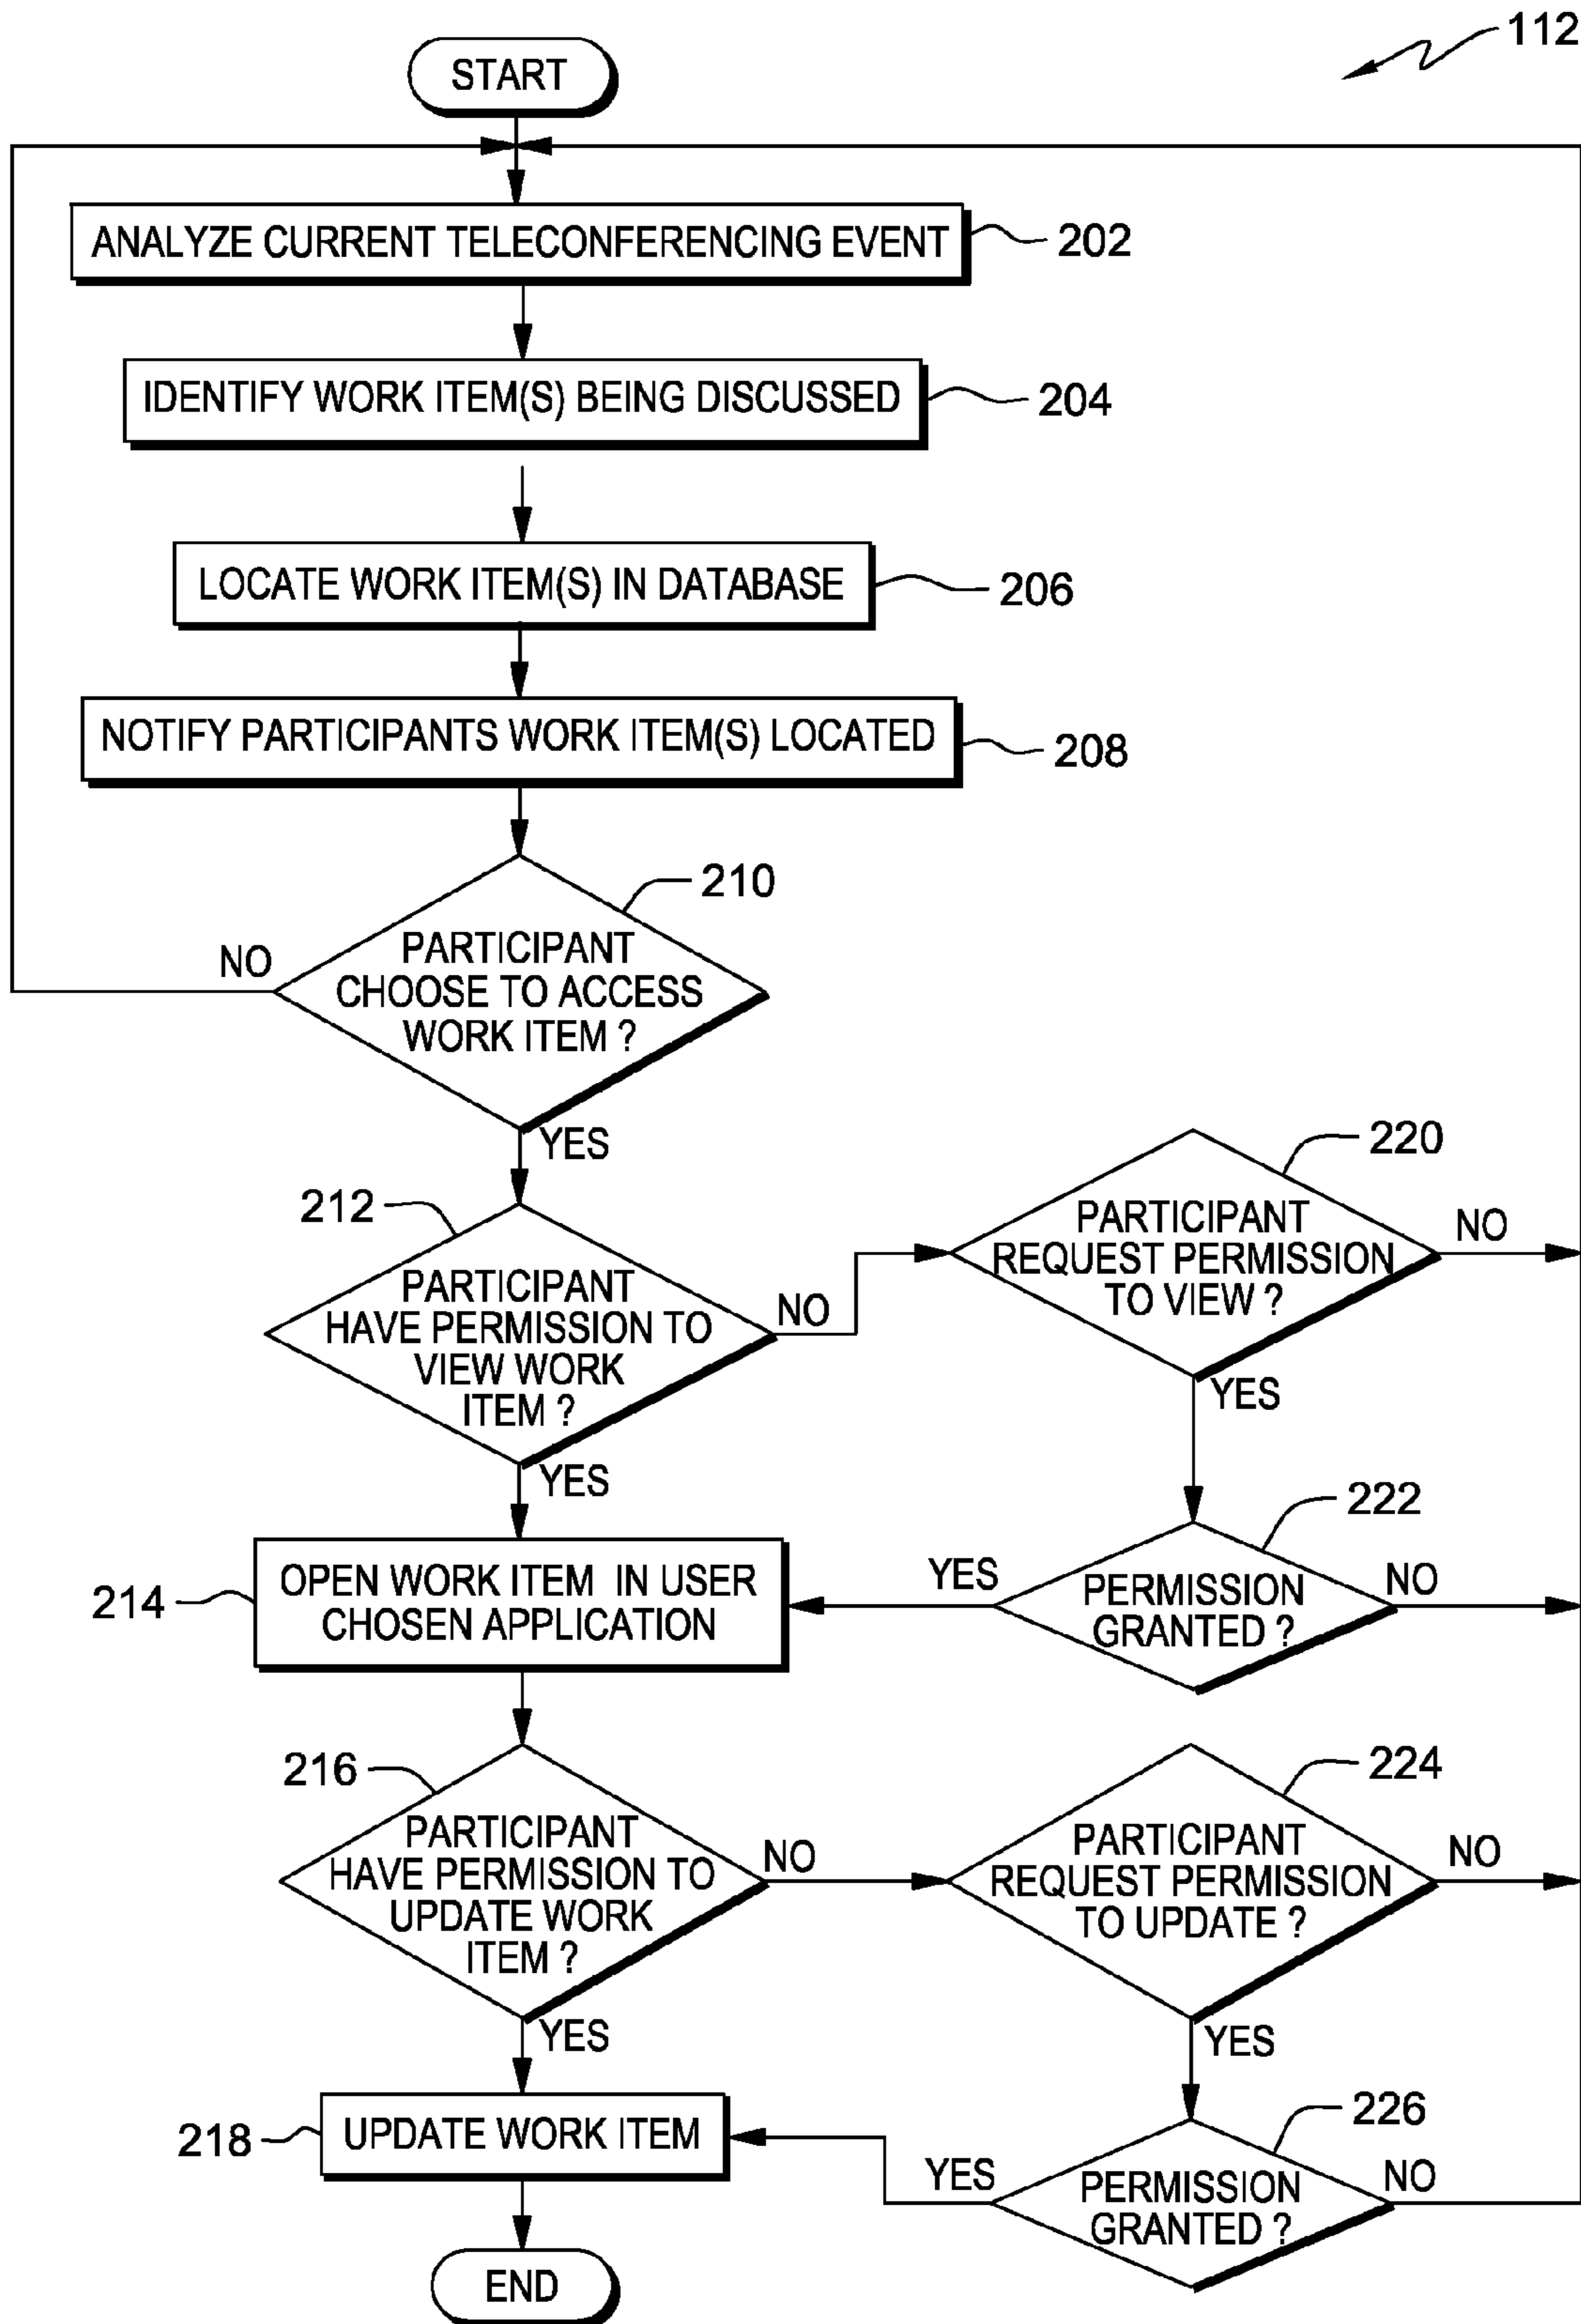 112
START
ANALYZE CURRENT TELECONFERENCING EVENT
202
IDENTIFY WORK ITEM(S) BEING DISCUSSED
204
LOCATE WORK ITEM(S) IN DATABASE
206
NOTIFY PARTICIPANTS WORK ITEM(S) LOCATED
208
210
PARTICIPANT
CHOOSE TO ACCESS
WORK ITEM ?
NO
YES
212
PARTICIPANT
HAVE PERMISSION TO
VIEW WORK
ITEM ?
NO
YES
220
PARTICIPANT
REQUEST PERMISSION
TO VIEW ?
NO
YES
214
OPEN WORK ITEM IN USER
CHOSEN APPLICATION
222
PERMISSION
GRANTED ?
YES
NO
216
PARTICIPANT
HAVE PERMISSION TO
UPDATE WORK
ITEM ?
NO
YES
224
PARTICIPANT
REQUEST PERMISSION
TO UPDATE ?
NO
YES
218
UPDATE WORK ITEM
226
PERMISSION
GRANTED ?
YES
NO
END